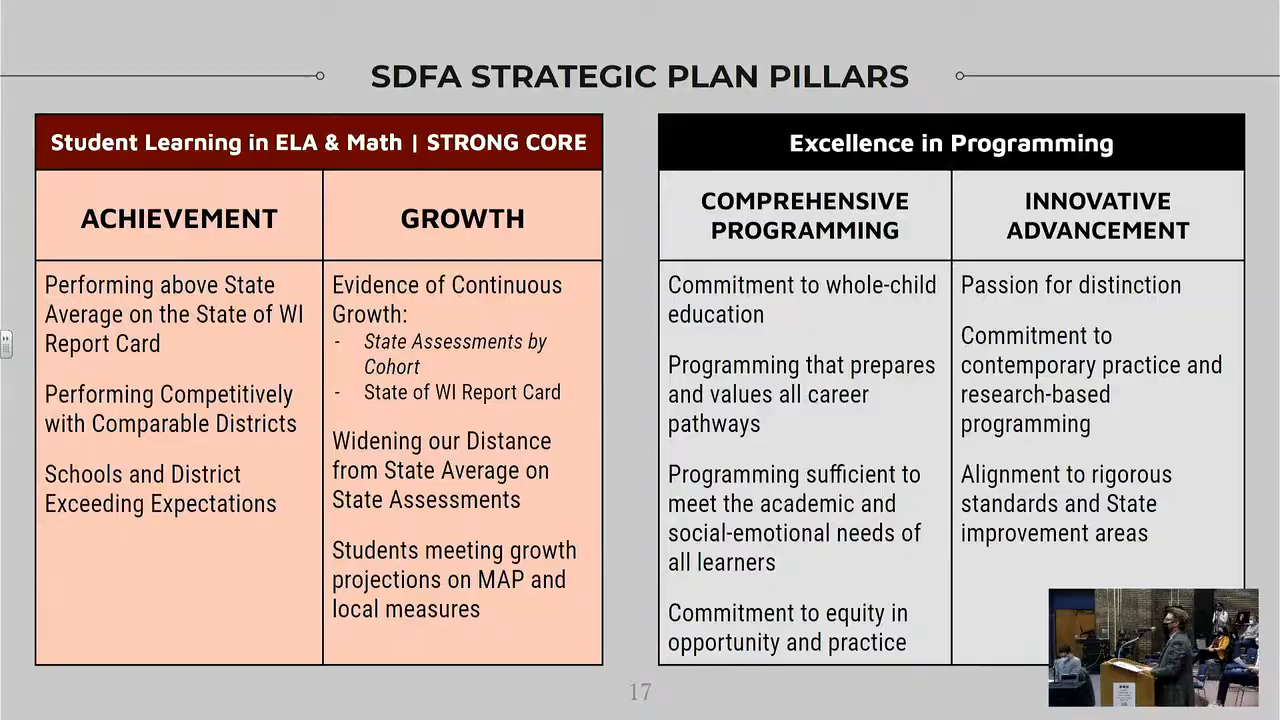 SDFA STRATEGIC PLAN PILLARS
Student Learning in ELA & Math | STRONG CORE
ACHIEVEMENT
GROWTH
Performing above State
Average on the State of WI
Report Card
Performing Competitively
with Comparable Districts
Schools and District
Exceeding Expectations
Evidence of Continuous
Growth:
- State Assessments by
Cohort
- State of WI Report Card
Widening our Distance
from State Average on
State Assessments
Students meeting growth
projections on MAP and
local measures
Excellence in Programming
COMPREHENSIVE
PROGRAMMING
INNOVATIVE
ADVANCEMENT
Commitment to whole-child
education
Programming that prepares
and values all career
pathways
Programming sufficient to
meet the academic and
social-emotional needs of
all learners
Commitment to equity in
opportunity and practice
Passion for distinction
Commitment to
contemporary practice and
research-based
programming
Alignment to rigorous
standards and State
improvement areas
17